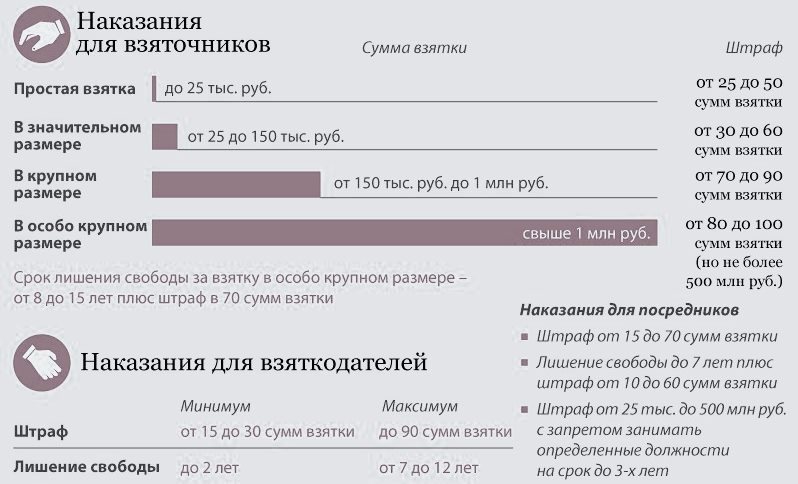 Наказания
для взяточников
Сумма взятки
Штраф
Простая взятка
до 25 тыс. руб.
от 25 до 50
сумм взятки
В значительном
размере
от 25 до 150 тыс. руб.
от 30 до 60
сумм взятки
В крупном
размере
от 150 тыс. руб. до 1 млн руб.
от 70 до 90
сумм взятки
В особо крупном
размере
свыше 1 млн руб.
от 80 до 100
сумм взятки
(но не более
500 млн руб.)
Срок лишения свободы за взятку в особо крупном размере –
от 8 до 15 лет плюс штраф в 70 сумм взятки
Наказания для взяткодателей
Минимум
Максимум
Штраф
от 15 до 30 сумм взятки
до 90 сумм взятки
Лишение свободы
до 2 лет
от 7 до 12 лет
Наказания для посредников
Штраф от 15 до 70 сумм взятки
Лишение свободы до 7 лет плюс
штраф от 10 до 60 сумм взятки
Штраф от 25 тыс. до 500 млн руб.
с запретом занимать
определенные должности
на срок до 3-х лет